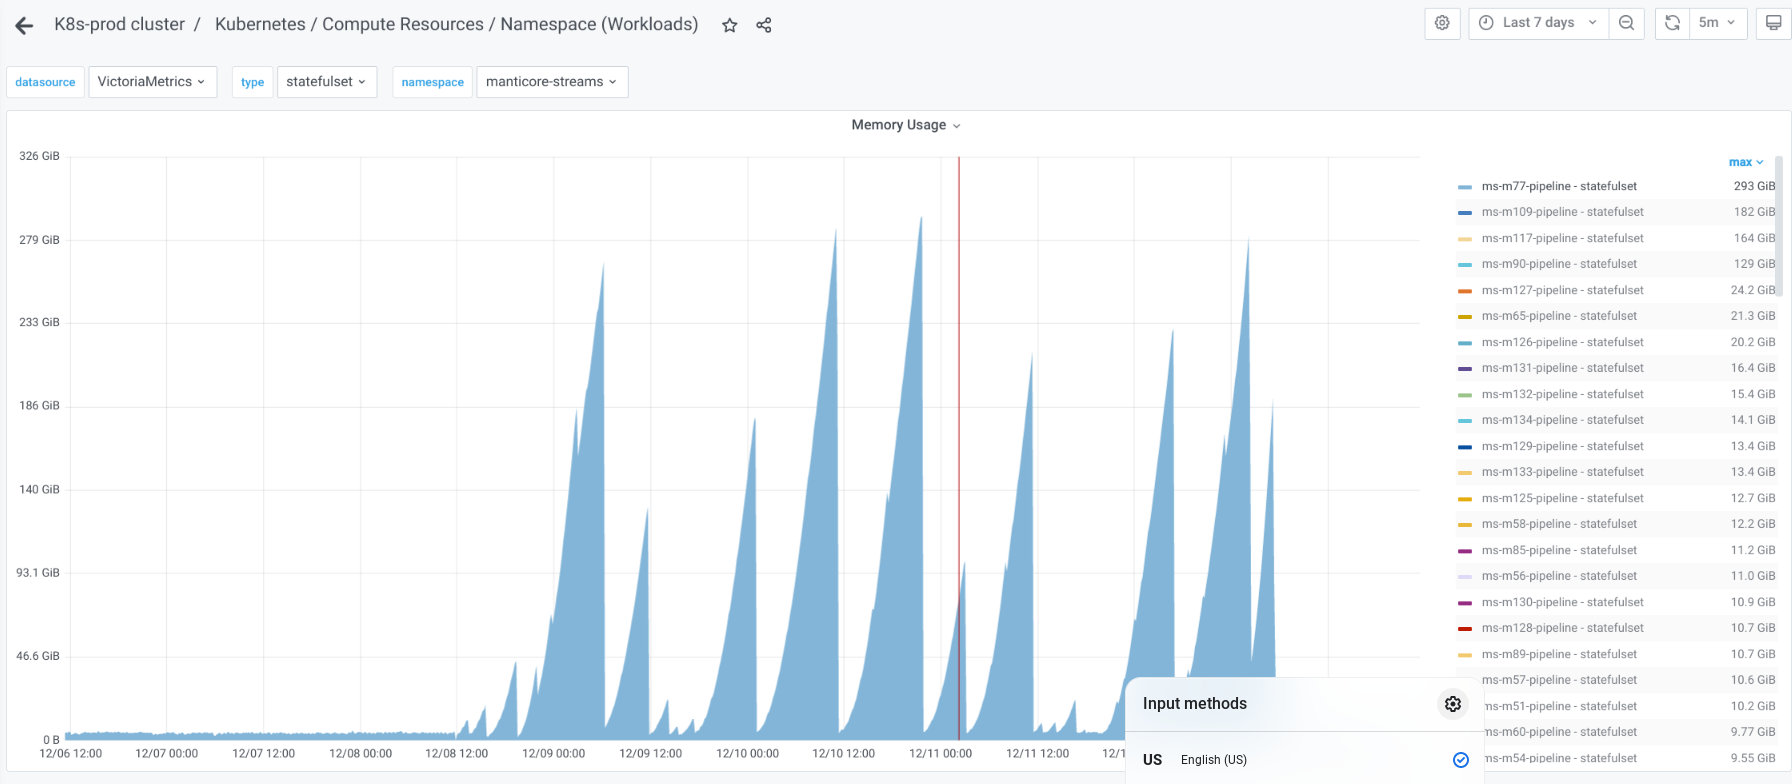 K8s-prod cluster / Kubernetes / Compute Resources / Namespace (Workloads)
Last 7 days
5m
datasource VictoriaMetrics type statefulset namespace manticore-streams
Memory Usage
326 GiB
279 GiB
233 GiB
186 GiB
140 GiB
93.1 GiB
46.6 GiB
0 B
12/06 12:00 12/07 00:00 12/07 12:00 12/08 00:00 12/08 12:00 12/09 00:00 12/09 12:00 12/10 00:00 12/10 12:00 12/11 00:00 12/11 12:00 12/1
max
ms-m77-pipeline - statefulset 293 GiB
ms-m109-pipeline - statefulset 182 GiB
ms-m117-pipeline - statefulset 164 GiB
ms-m90-pipeline - statefulset 129 GiB
ms-m127-pipeline - statefulset 24.2 GiB
ms-m65-pipeline - statefulset 21.3 GiB
ms-m126-pipeline - statefulset 20.2 GiB
ms-m131-pipeline - statefulset 16.4 GiB
ms-m132-pipeline - statefulset 15.4 GiB
ms-m134-pipeline - statefulset 14.1 GiB
ms-m129-pipeline - statefulset 13.4 GiB
ms-m133-pipeline - statefulset 13.4 GiB
ms-m125-pipeline - statefulset 12.7 GiB
ms-m58-pipeline - statefulset 12.2 GiB
ms-m85-pipeline - statefulset 11.2 GiB
ms-m56-pipeline - statefulset 11.0 GiB
ms-m130-pipeline - statefulset 10.9 GiB
ms-m128-pipeline - statefulset 10.7 GiB
ms-m89-pipeline - statefulset 10.7 GiB
ms-m57-pipeline - statefulset 10.6 GiB
ms-m51-pipeline - statefulset 10.2 GiB
ms-m60-pipeline - statefulset 9.77 GiB
ms-m54-pipeline - statefulset 9.55 GiB
Input methods
US English (US)